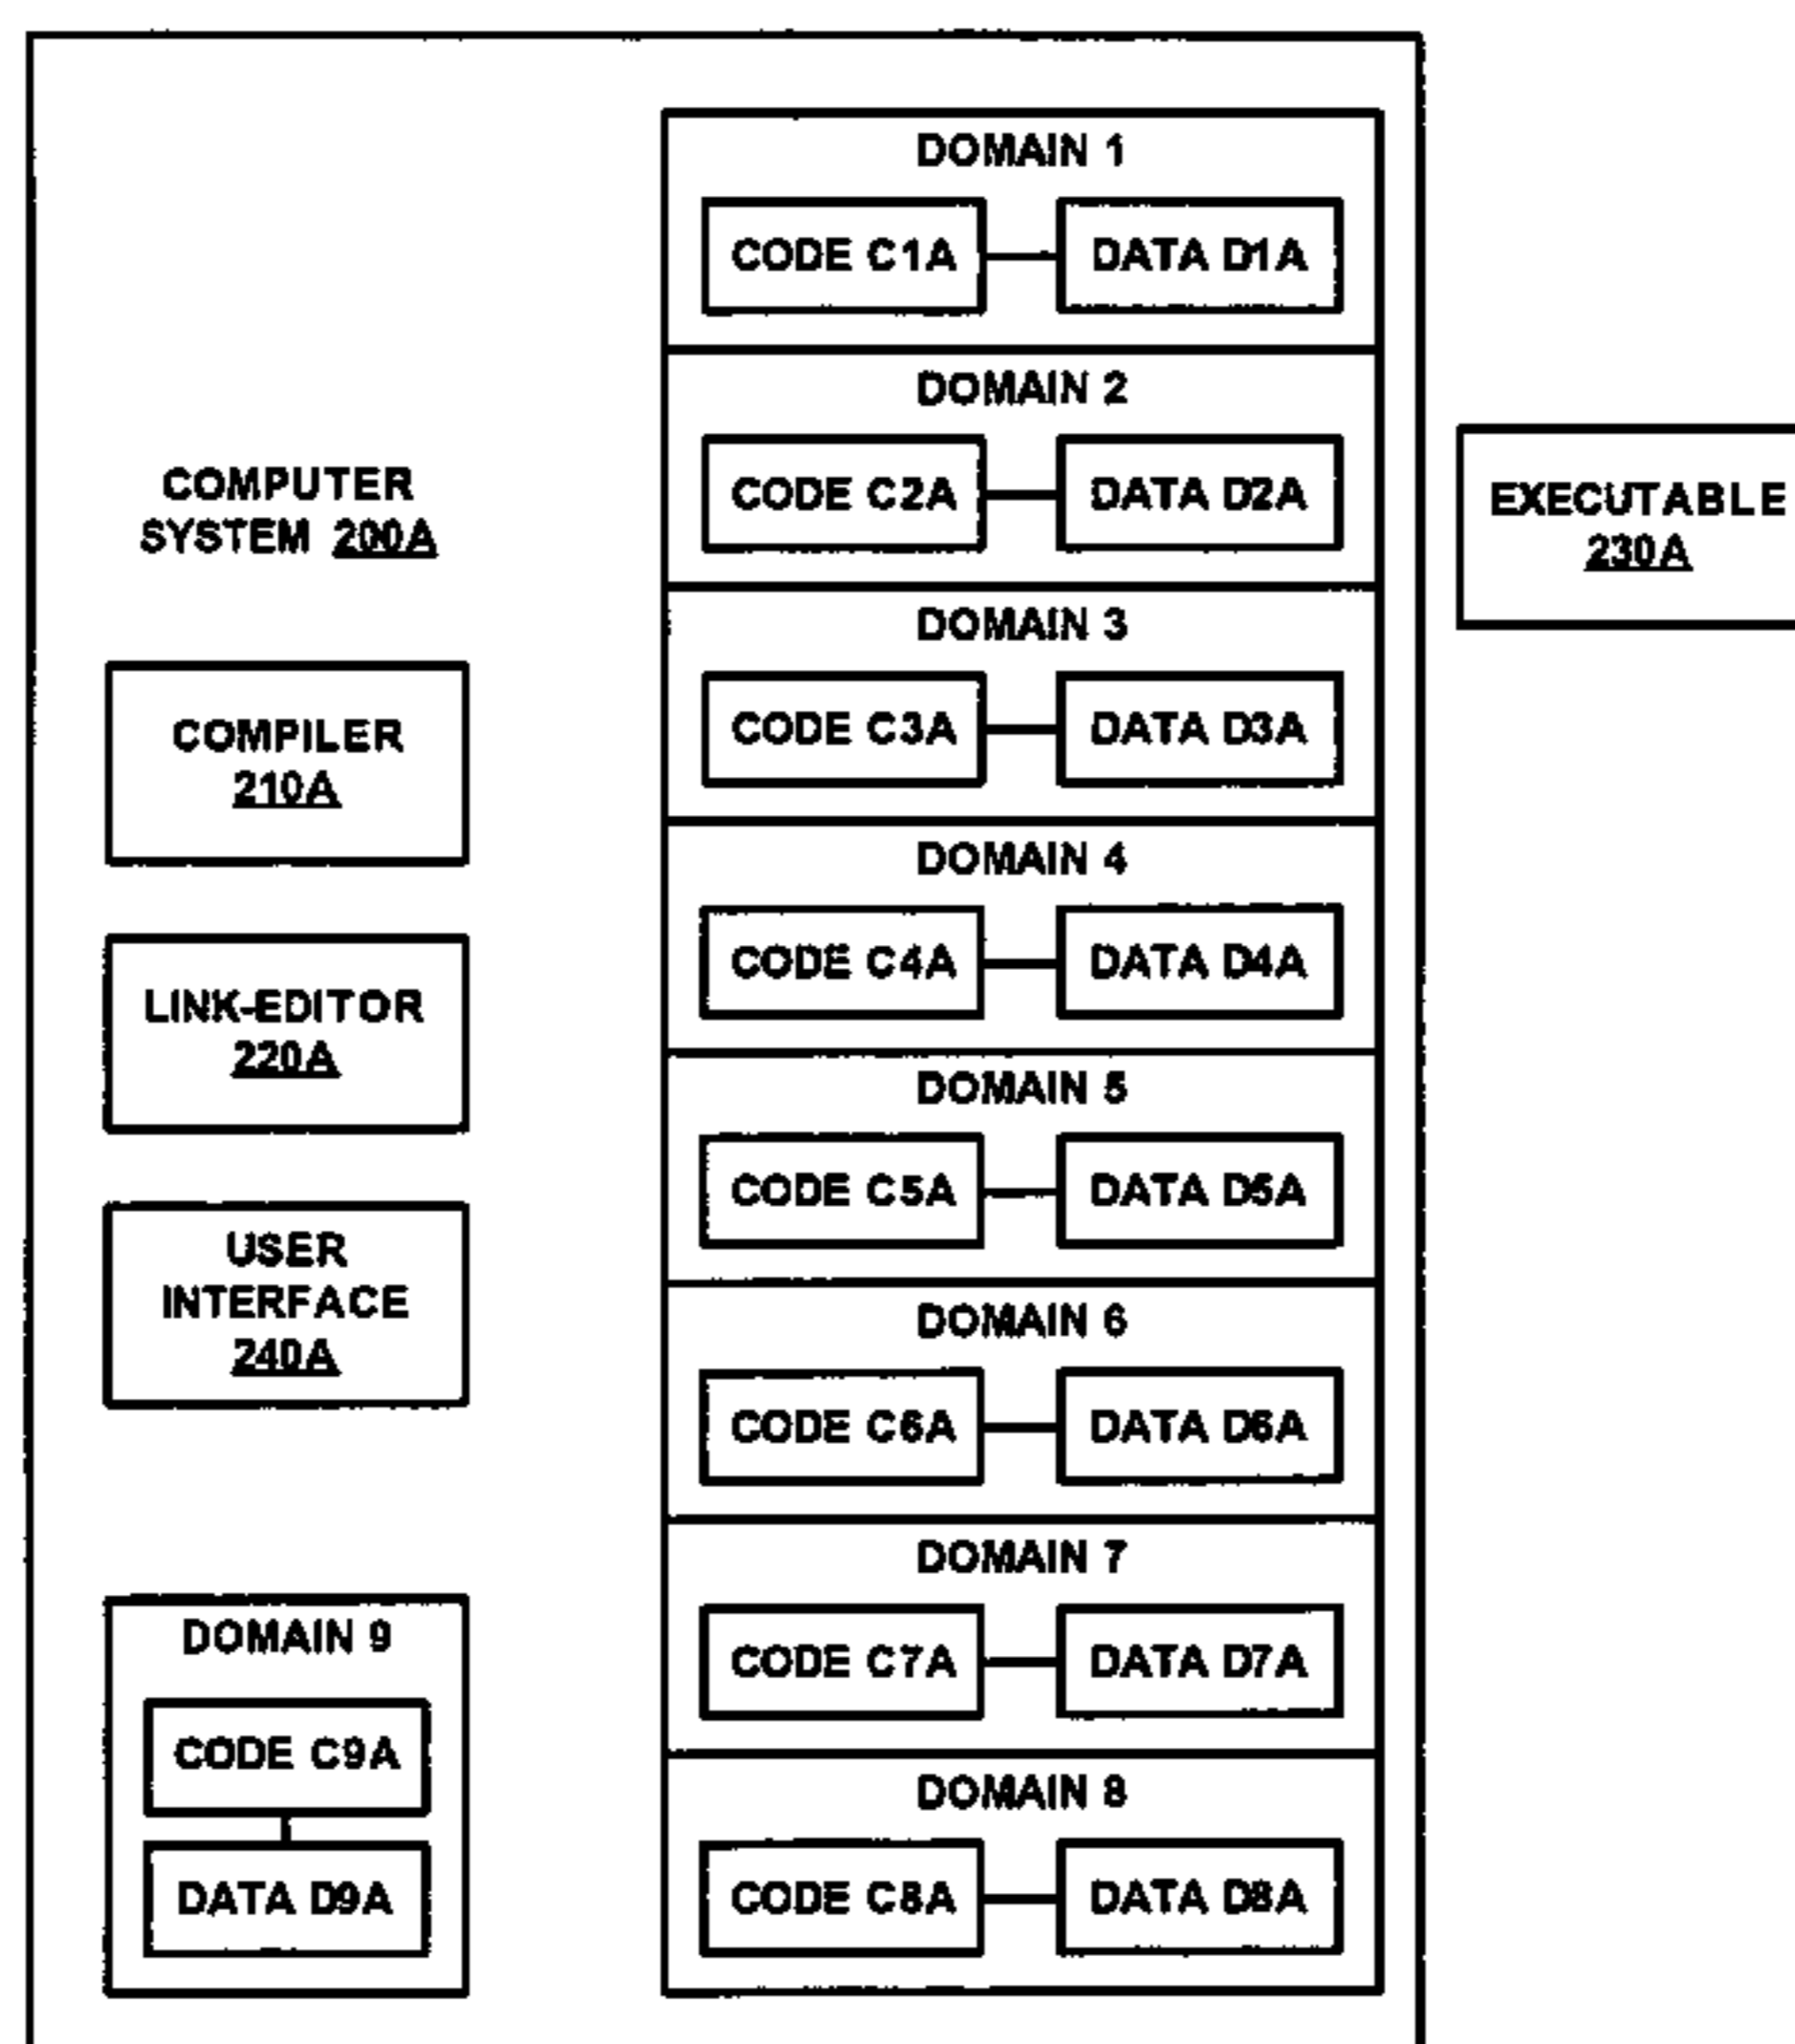 COMPUTER
SYSTEM 200A
COMPILER
210A
LINK-EDITOR
220A
USER
INTERFACE
240A
DOMAIN 9
CODE C9A
DATA D9A
DOMAIN 1
CODE C1A
DATA D1A
DOMAIN 2
CODE C2A
DATA D2A
DOMAIN 3
CODE C3A
DATA D3A
DOMAIN 4
CODE C4A
DATA D4A
DOMAIN 5
CODE C5A
DATA D5A
DOMAIN 6
CODE C6A
DATA D6A
DOMAIN 7
CODE C7A
DATA D7A
DOMAIN 8
CODE C8A
DATA D8A
EXECUTABLE
230A